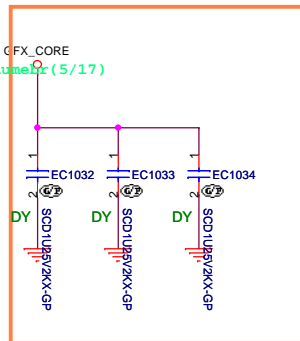 GFX_CORE
umebr(5/17)
1
1
1
EC1032
EC1033
EC1034
2
2
2
DY
DY
DY
SCD1U25V2KX-GP
SCD1U25V2KX-GP
SCD1U25V2KX-GP